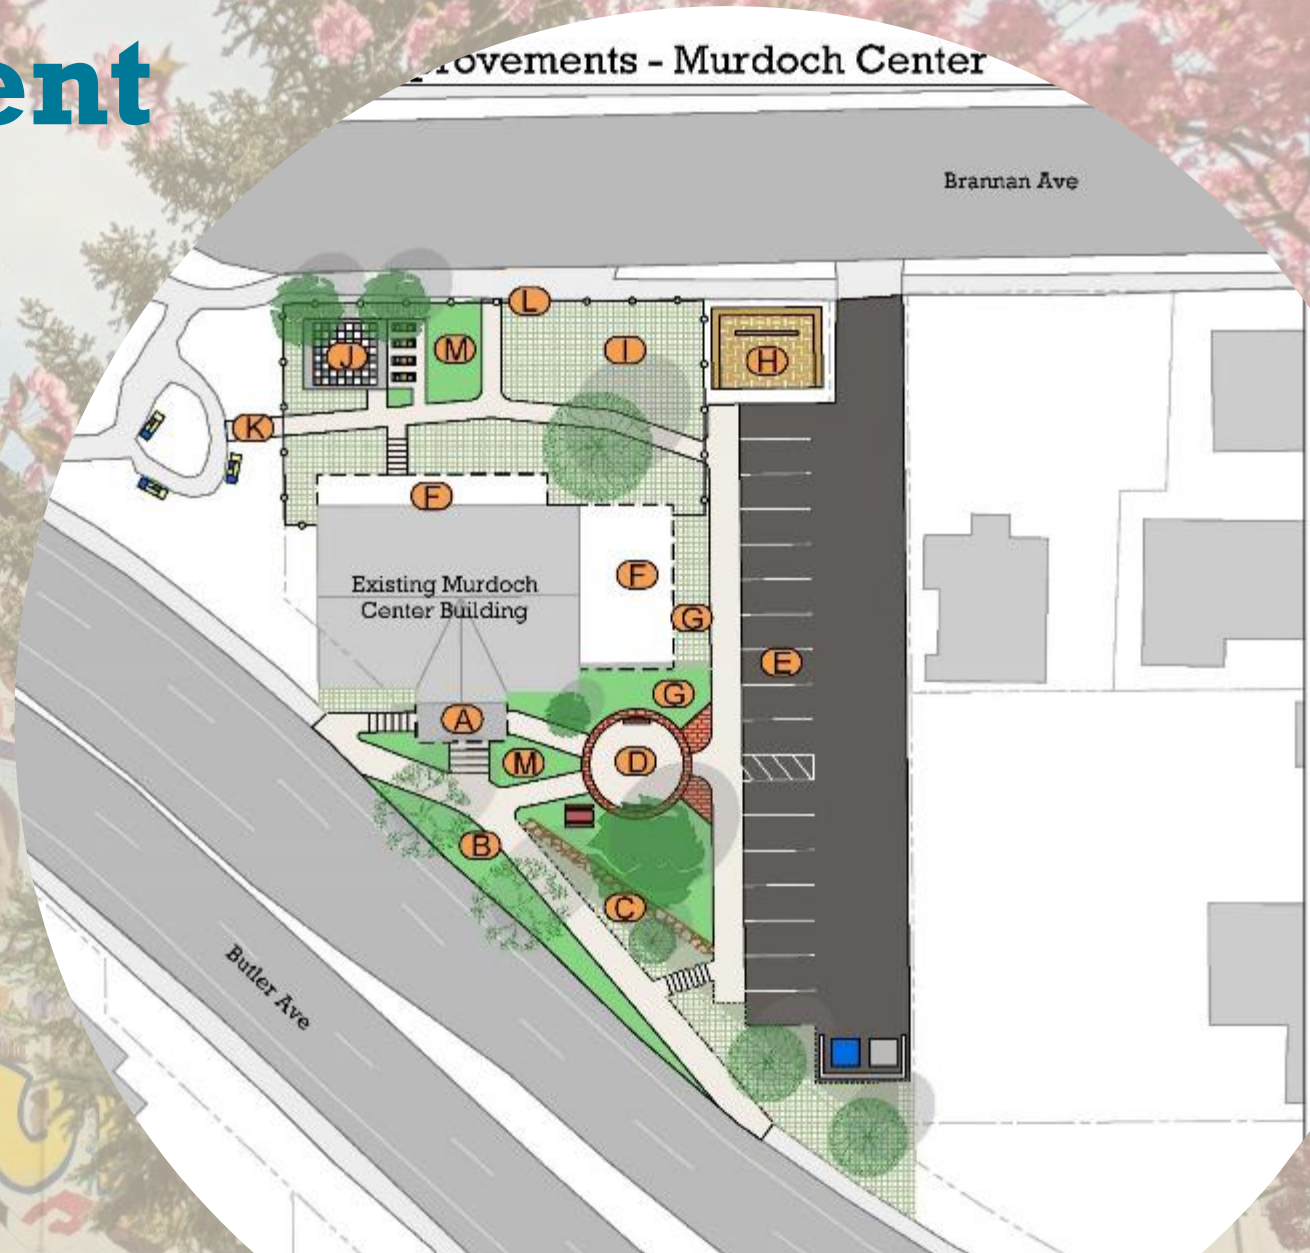 ent
rovements - Murdoch Center
Brannan Ave
L
J
M
I
H
K
F
Existing Murdoch
Center Building
F
G
E
G
A
M
D
B
C
Butler Ave